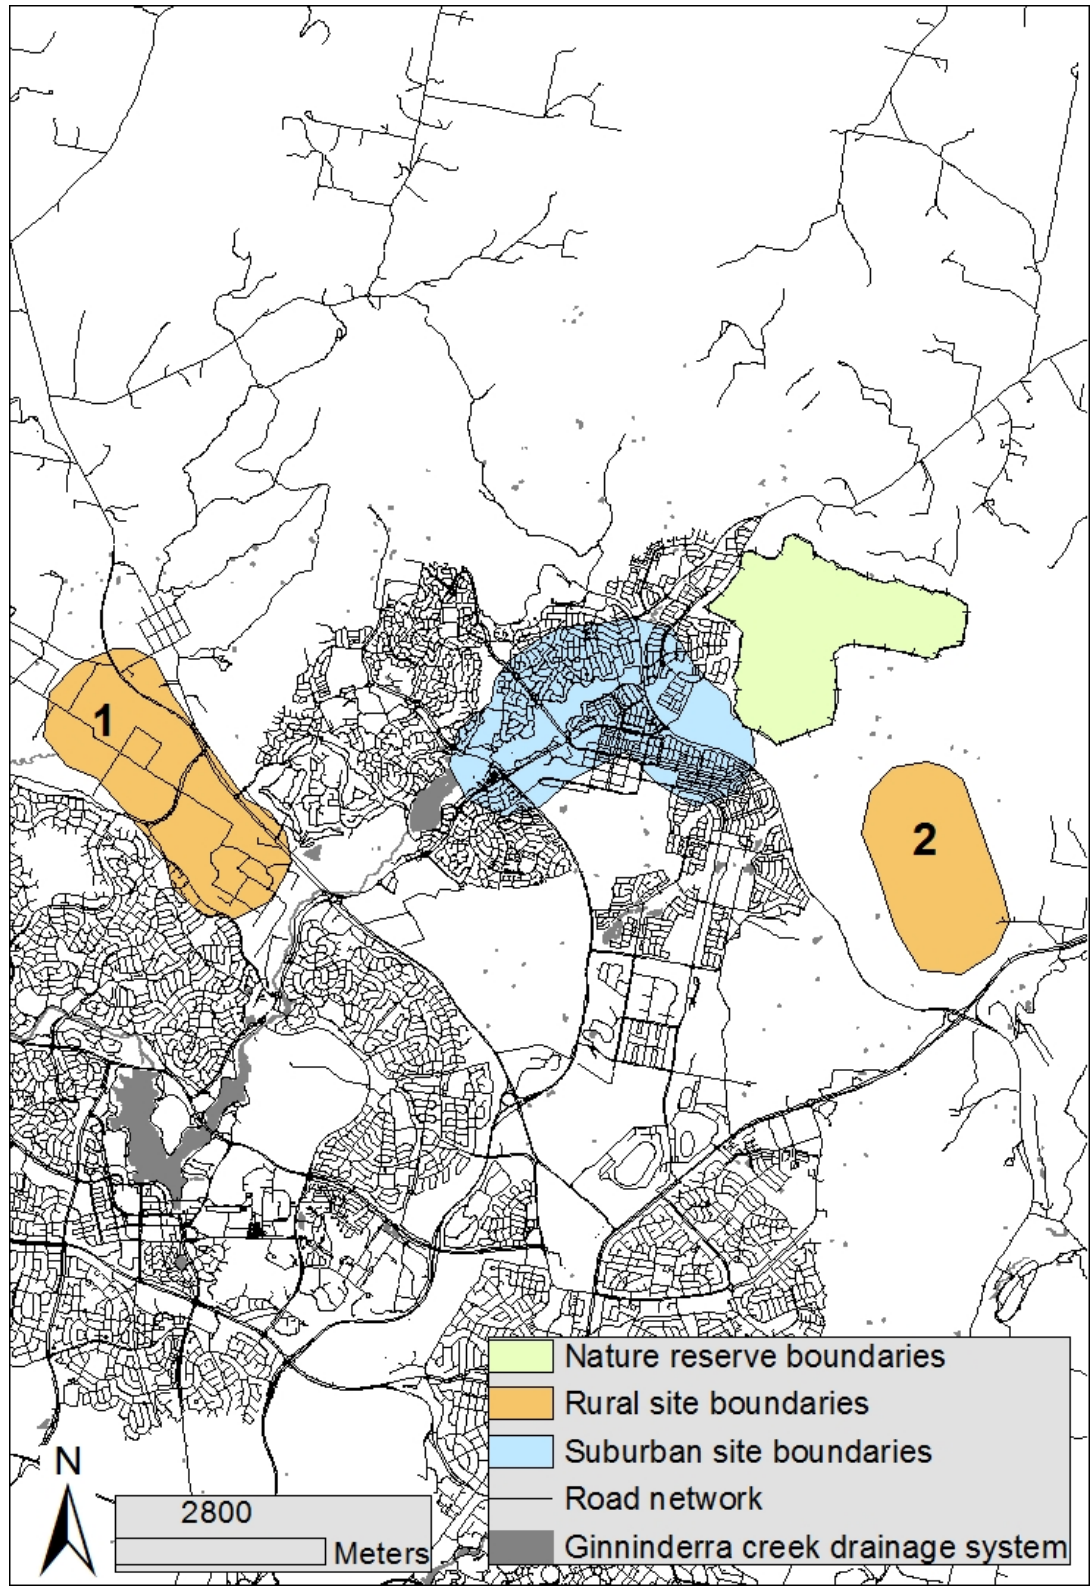 1
2
Nature reserve boundaries
Rural site boundaries
Suburban site boundaries
Road network
Ginninderra creek drainage system
N
2800
Meters